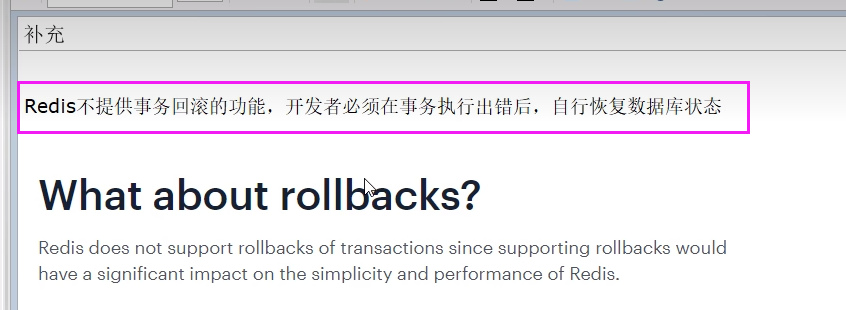 补充
Redis不提供事务回滚的功能，开发者必须在事务执行出错后，自行恢复数据库状态
What about rollbacks?
Redis does not support rollbacks of transactions since supporting rollbacks would
have a significant impact on the simplicity and performance of Redis.